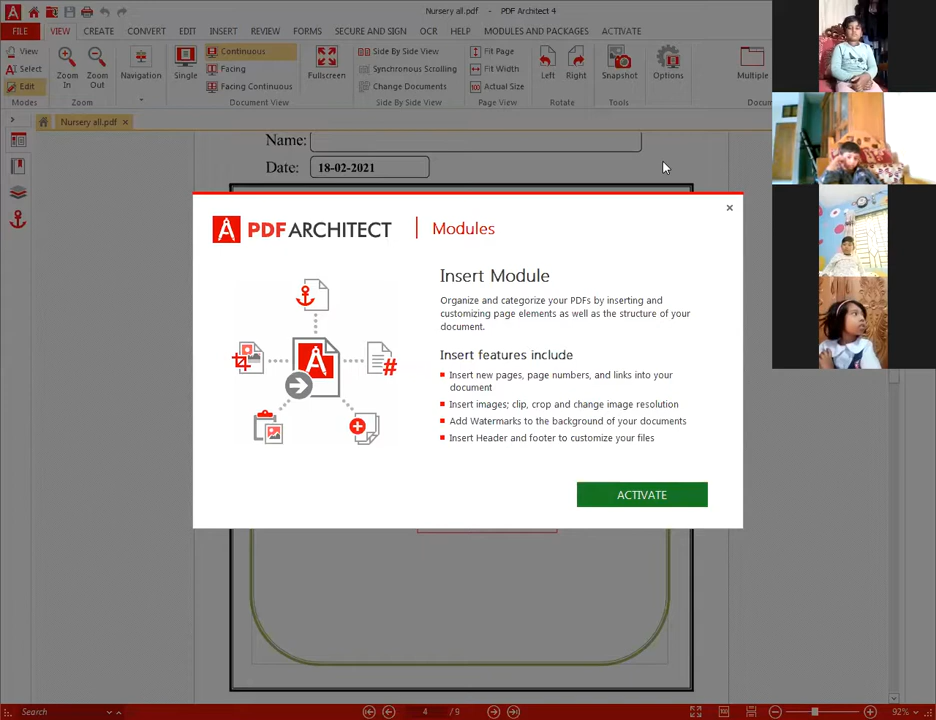 Nursery all.pdf - PDF Architect 4
FILE VIEW CREATE CONVERT EDIT INSERT REVIEW FORMS SECURE AND SIGN OCR HELP MODULES AND PACKAGES ACTIVATE
View
Select
Edit
Modes
Zoom In
Zoom Out
Zoom
Navigation
Single
Continuous
Facing
Facing Continuous
Document View
Fullscreen
Side By Side View
Synchronous Scrolling
Change Documents
Side By Side View
Fit Page
Fit Width
Actual Size
Page View
Left
Right
Rotate
Snapshot
Tools
Options
Multiple
Nursery all.pdf ×
Name:
Date: 18-02-2021
PDF ARCHITECT | Modules
Insert Module
Organize and categorize your PDFs by inserting and
customizing page elements as well as the structure of your
document.
Insert features include
Insert new pages, page numbers, and links into your
document
Insert images; clip, crop and change image resolution
Add Watermarks to the background of your documents
Insert Header and footer to customize your files
ACTIVATE
Search
4 / 9
92%